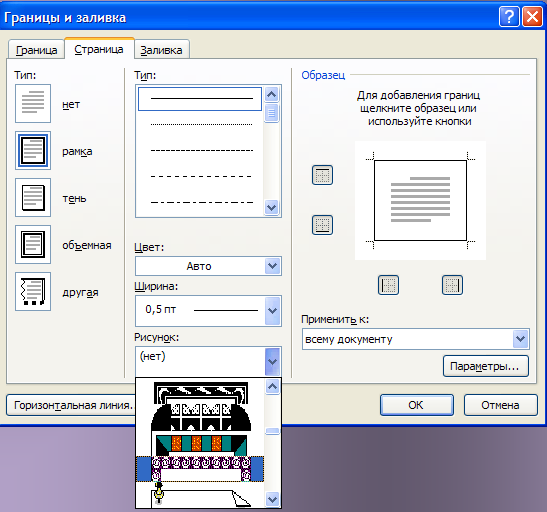 Границы и заливка
Граница
Страница
Заливка
Тип:
нет
рамка
тень
объемная
другая
Тип:
Цвет:
Авто
Ширина:
0,5 пт
Рисунок:
(нет)
Образец
Для добавления границ
щелкните образец или
используйте кнопки
Применить к:
всему документу
Параметры...
Горизонтальная линия..
ОК
Отмена